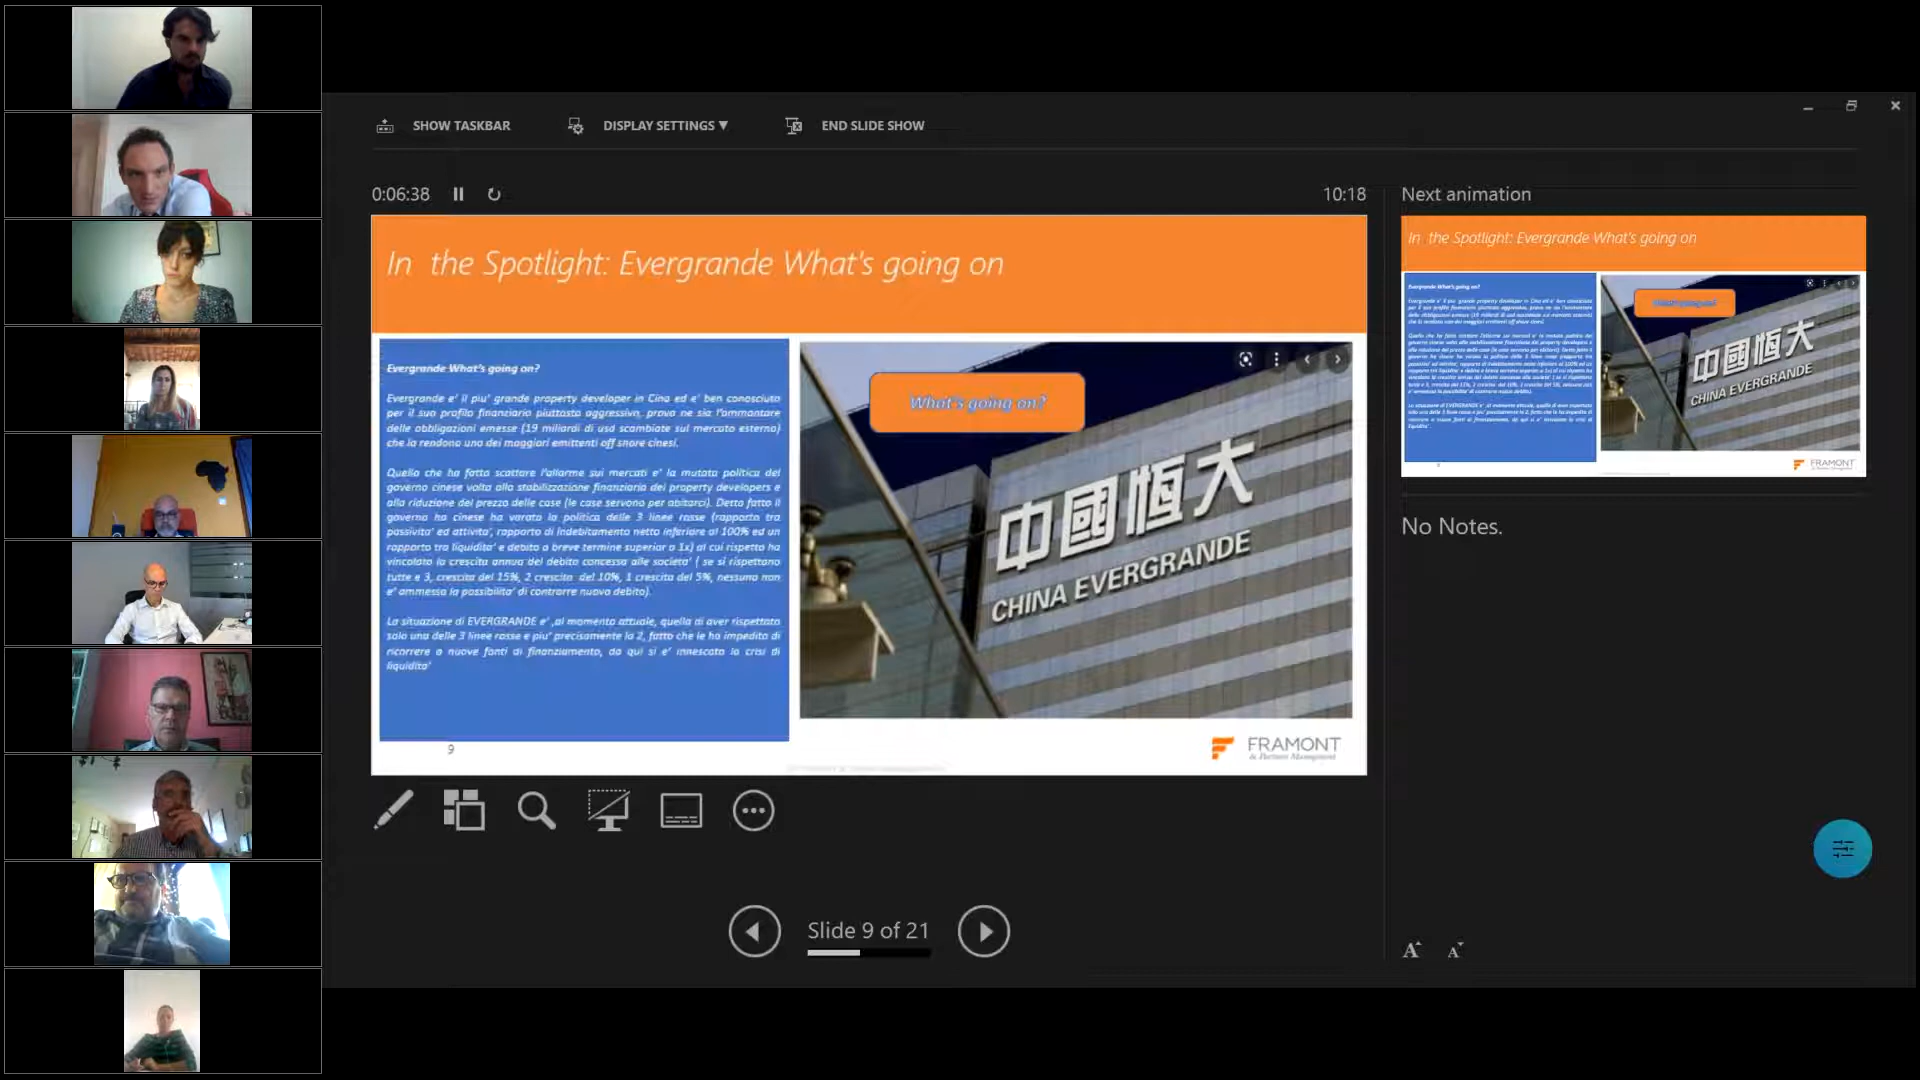 SHOW TASKBAR
DISPLAY SETTINGS ▼
END SLIDE SHOW
0:06:38
10:18
Next animation
In the Spotlight: Evergrande What's going on
Evergrande What's going on?
Evergrande e' il piu' grande property developer in Cina ed e' ben conosciuto
per il suo profilo finanziario piuttosto aggressivo, prova ne sia l'ammontare
delle obbligazioni emesse (19 miliardi di usd scambiate sul mercato esterno)
che la rendono uno dei maggiori emittenti off shore cinesi.
Quello che ha fatto scattare l'allarme sui mercati e' la mutata politica del
governo cinese volta alla stabilizzazione finanziaria dei property developers e
alla riduzione del prezzo delle case (le case servono per abitarci). Detto fatto il
governo ha cinese ha varato la politica delle 3 linee rosse (rapporto tra
passivita' ed attivita', rapporto di indebitamento netto inferiore al 100% ed un
rapporto tra liquidita' e debito a breve termine superior a 1x) al cui rispetto ha
vincolato la crescita annua del debito concessa alle societa' ( se si rispettano
tutte e 3, crescita del 15%, 2 crescita del 10%, 1 crescita del 5%, nessuna non
e' ammessa la possibilita' di contrarre nuovo debito).
La situazione di EVERGRANDE e' ,al momento attuale, quella di aver rispettato
solo una delle 3 linee rosse e piu' precisamente la 2, fatto che le ha impedito di
ricorrere a nuove fonti di finanziamento, da qui si e' innescata la crisi di
liquidita'
What's going on?
中國恆大
CHINA EVERGRANDE
9
FRAMONT
& Partners Management
In the Spotlight: Evergrande What's going on
Evergrande What's going on?
中國恆大
CHINA EVERGRANDE
FRAMONT
No Notes.
Slide 9 of 21